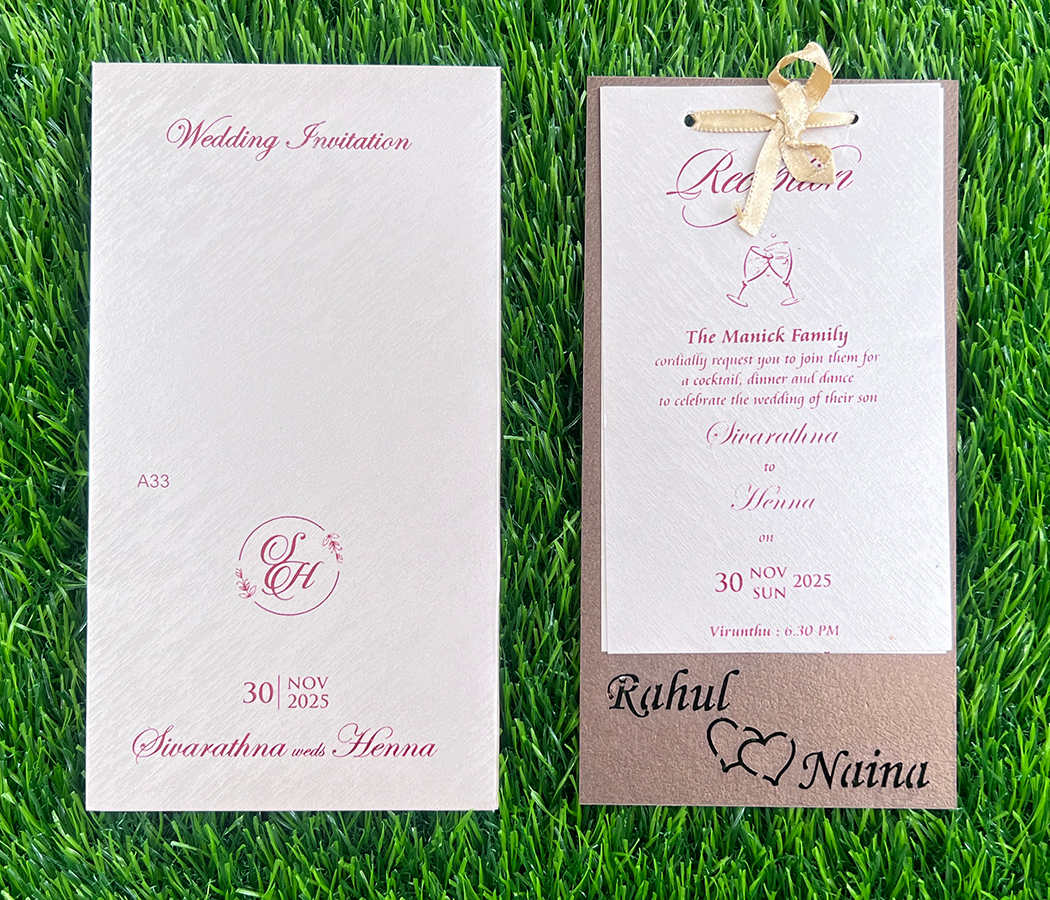 Wedding Invitation
A33
S
H
30 NOV
2025
Sivarathna weds Henna
Reception
The Manick Family
cordially request you to join them for
a cocktail, dinner and dance
to celebrate the wedding of their son
Sivarathna
to
Henna
on
30 NOV 2025
SUN
Virunthu : 6.30 PM
Rahul
Naina